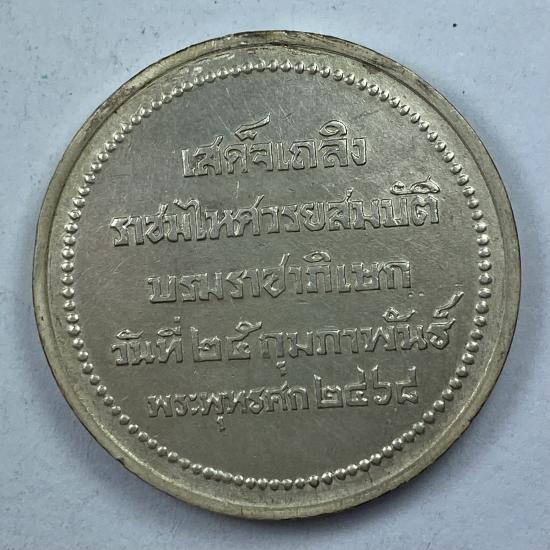 เสด็จเถลิง
ราชมไหศวรยสมบัติ
บรมราชาภิเษก
วันที่ ๒๕ กุมภาพันธ์
พระพุทธศก ๒๔๖๘